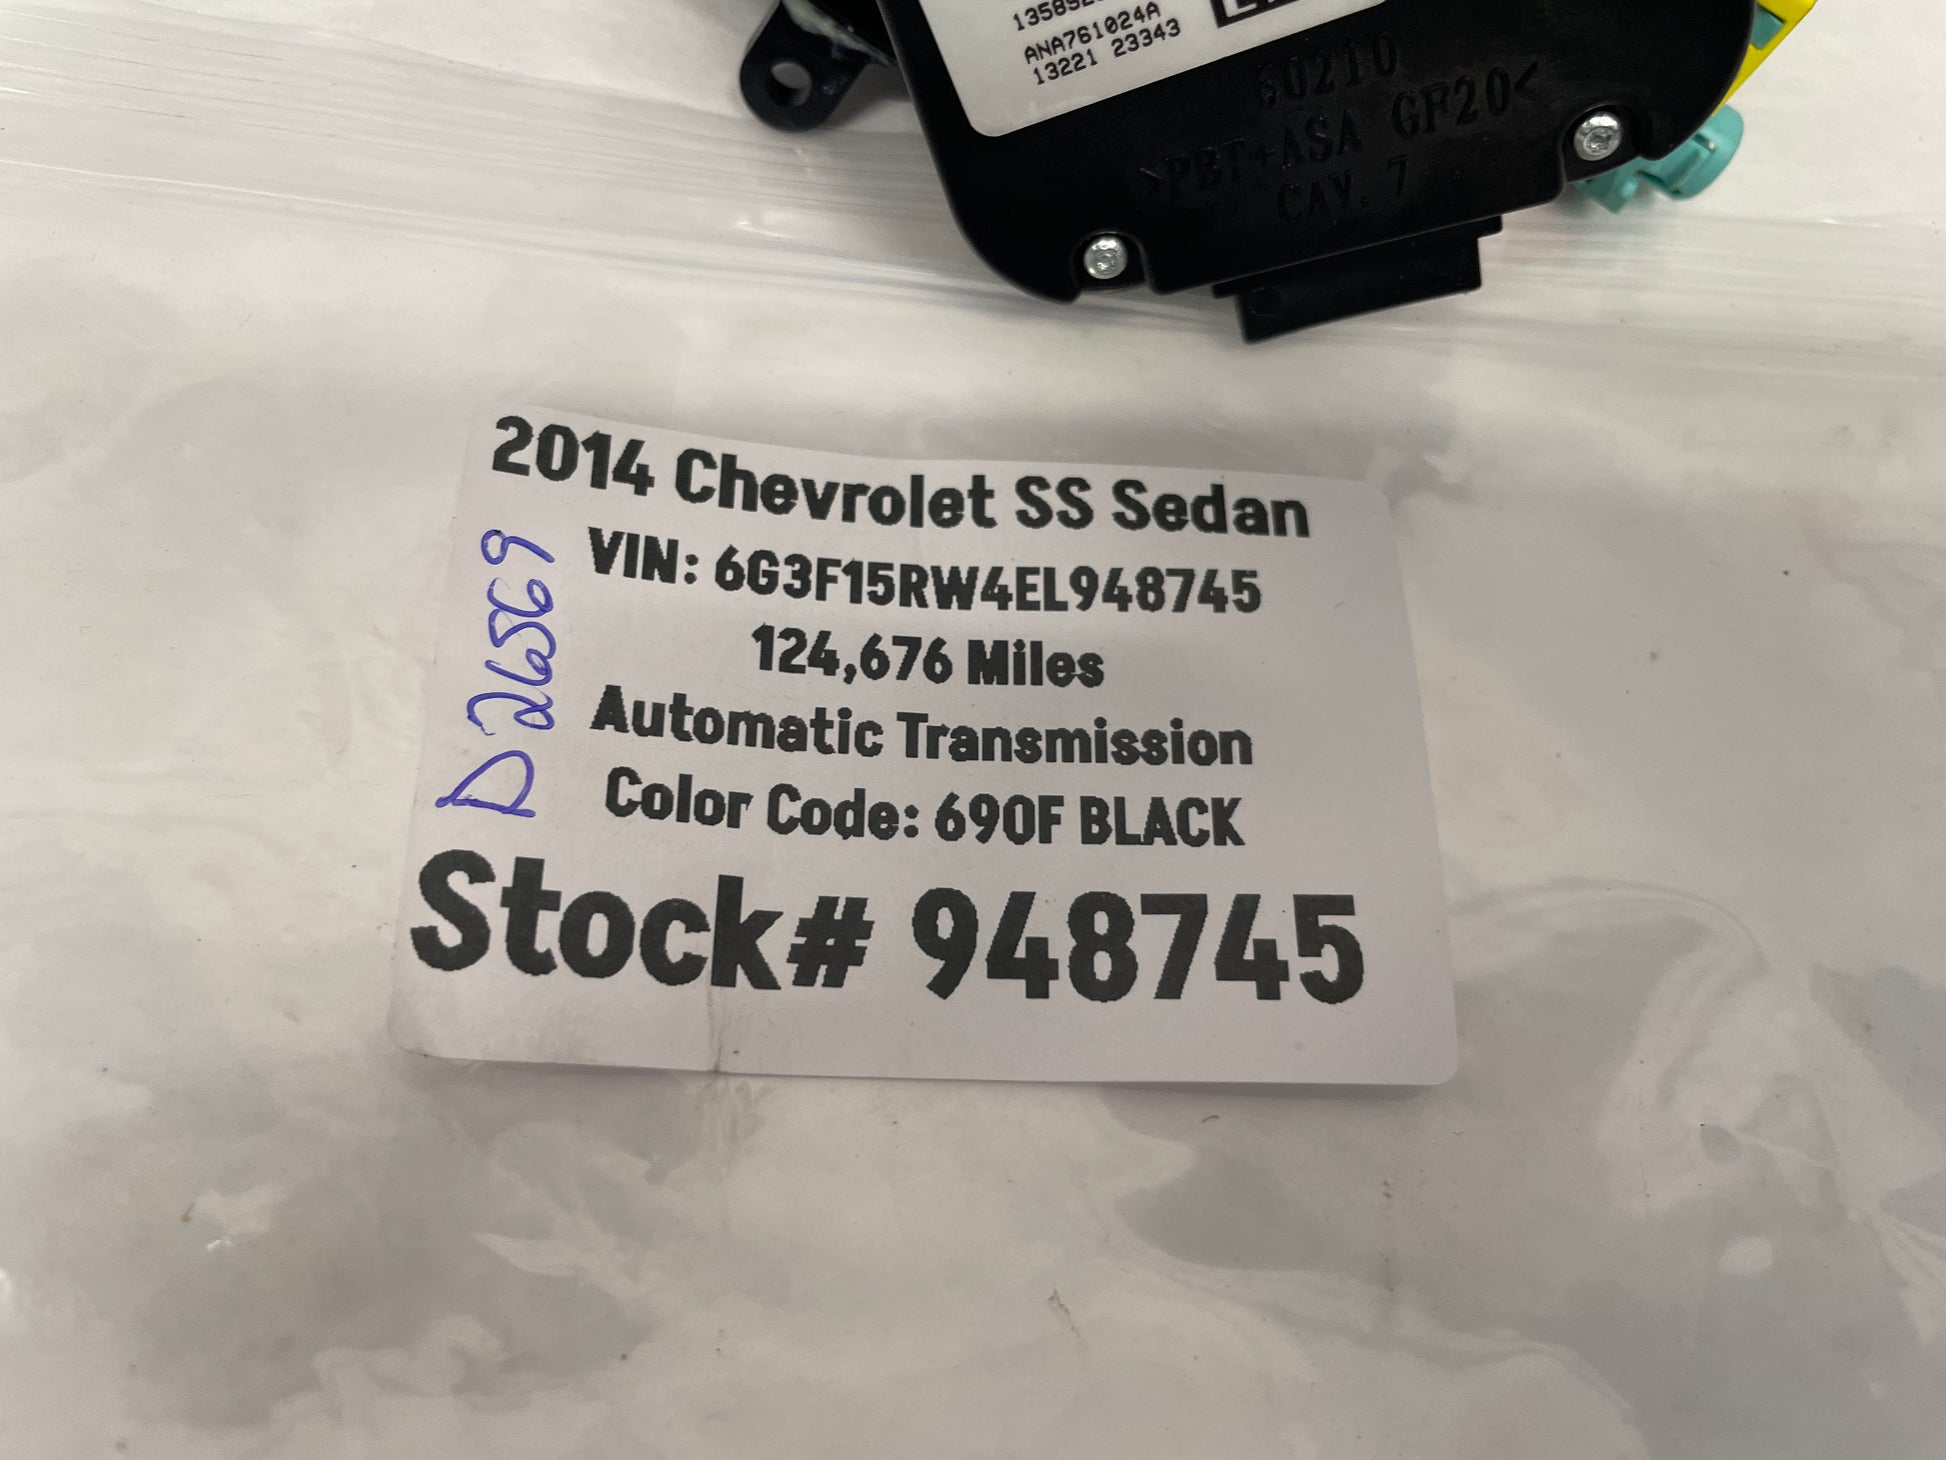 ANA761024A
13221 23343
60210
>PBT+ASA GF20<
CAV. 7
2014 Chevrolet SS Sedan
VIN: 6G3F15RW4EL948745
124,676 Miles
Automatic Transmission
Color Code: 690F BLACK
Stock# 948745
D26569